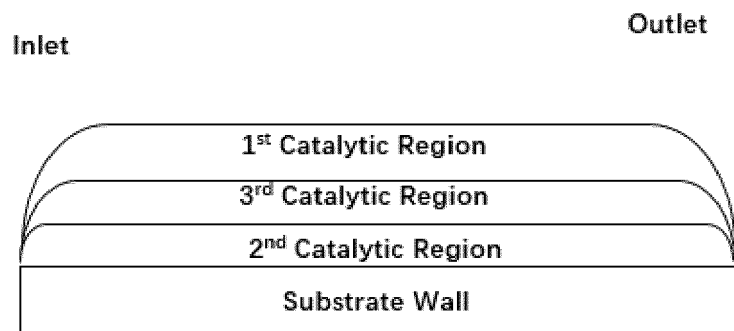 Inlet
Outlet
1st Catalytic Region
3rd Catalytic Region
2nd Catalytic Region
Substrate Wall